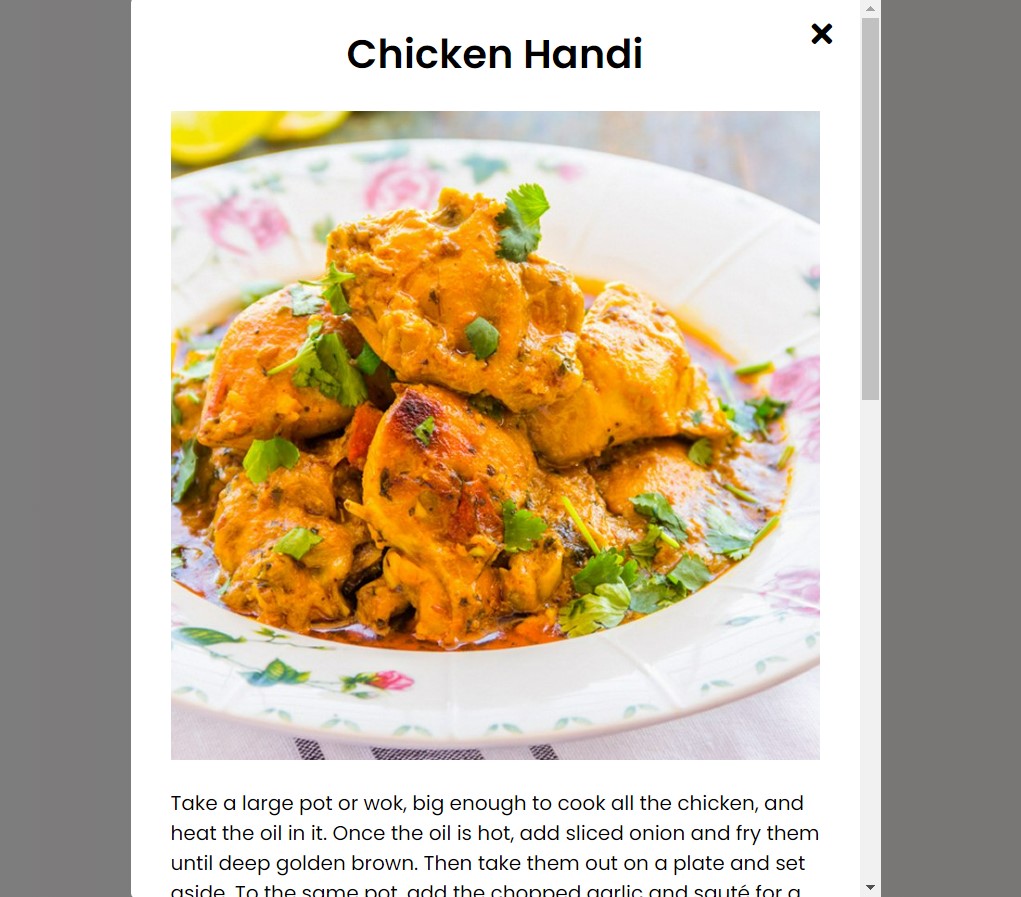 Chicken Handi
Take a large pot or wok, big enough to cook all the chicken, and
heat the oil in it. Once the oil is hot, add sliced onion and fry them
until deep golden brown. Then take them out on a plate and set
aside. To the same pot, add the chopped garlic and sauté for a